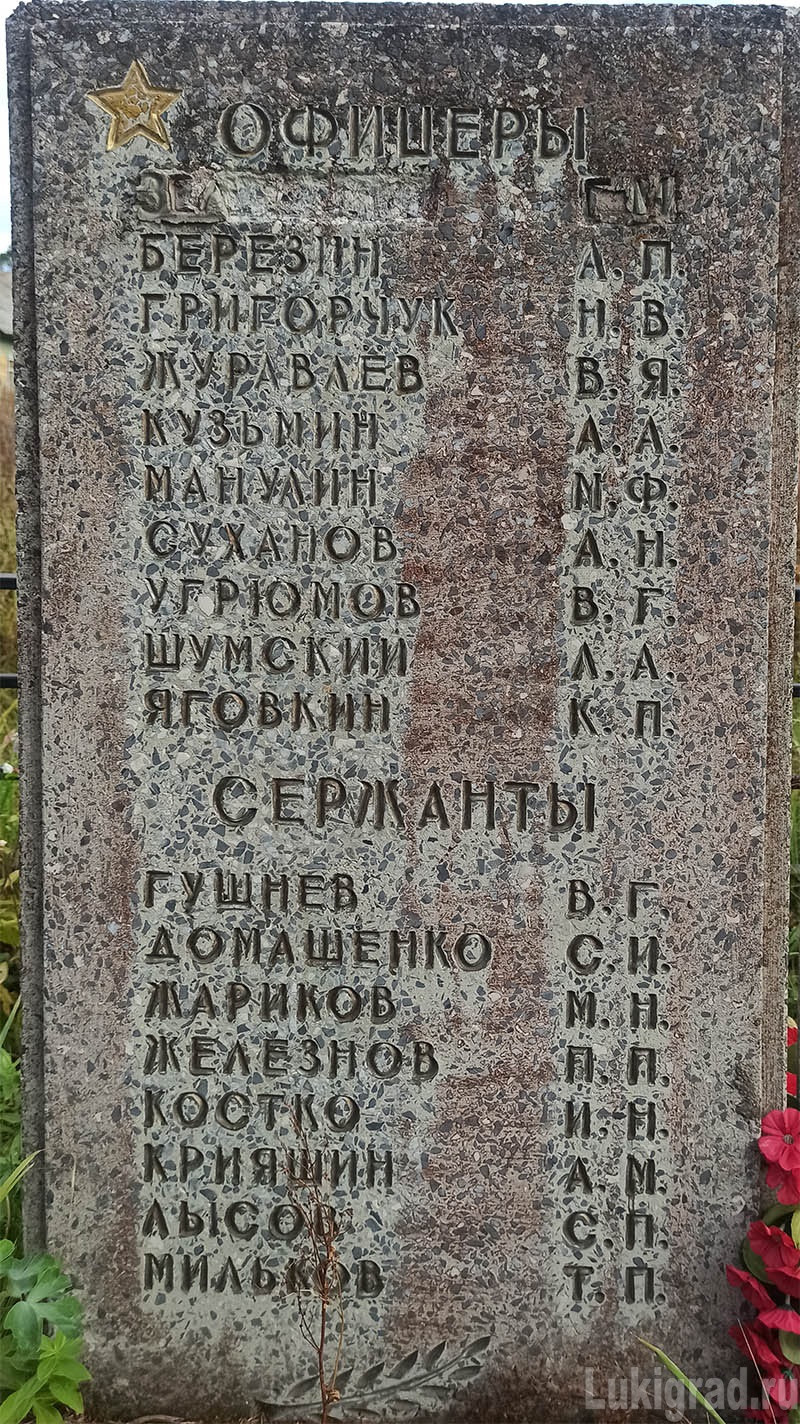 ОФИЦЕРЫ
БЕРЕЗИН А. П.
ГРИГОРЧУК Н. В.
ЖУРАВЛЁВ В. Я.
КУЗЬМИН А. А.
МАНУЛИН М. Ф.
СУХАНОВ А. Н.
УГРЮМОВ В. Г.
ШУМСКИЙ Л. А.
ЯГОВКИН К. П.
СЕРЖАНТЫ
ГУШНЕВ В. Г.
ДОМАШЕНКО С. И.
ЖАРИКОВ М. Н.
ЖЕЛЕЗНОВ П. П.
КОСТКО И. Н.
КРИЯШИН А. М.
ЛЫСОВ С. П.
МИЛЬКОВ Т. П.
Lukigrad.ru